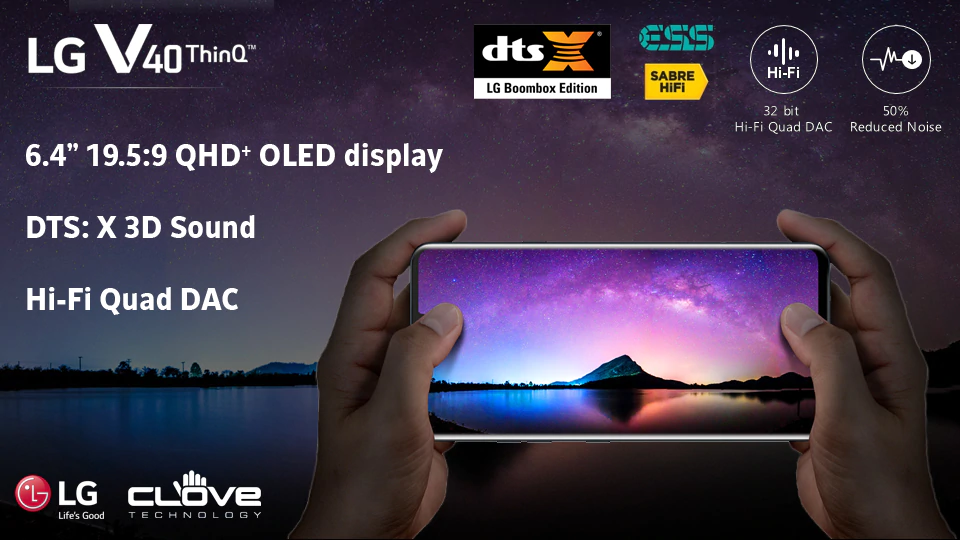 LG V40 ThinQ™
dts X®
LG Boombox Edition
ESS
SABRE
HiFi
Hi-Fi
32 bit
Hi-Fi Quad DAC
50%
Reduced Noise
6.4” 19.5:9 QHD+ OLED display
DTS: X 3D Sound
Hi-Fi Quad DAC
LG
Life's Good
CLOVE
TECHNOLOGY